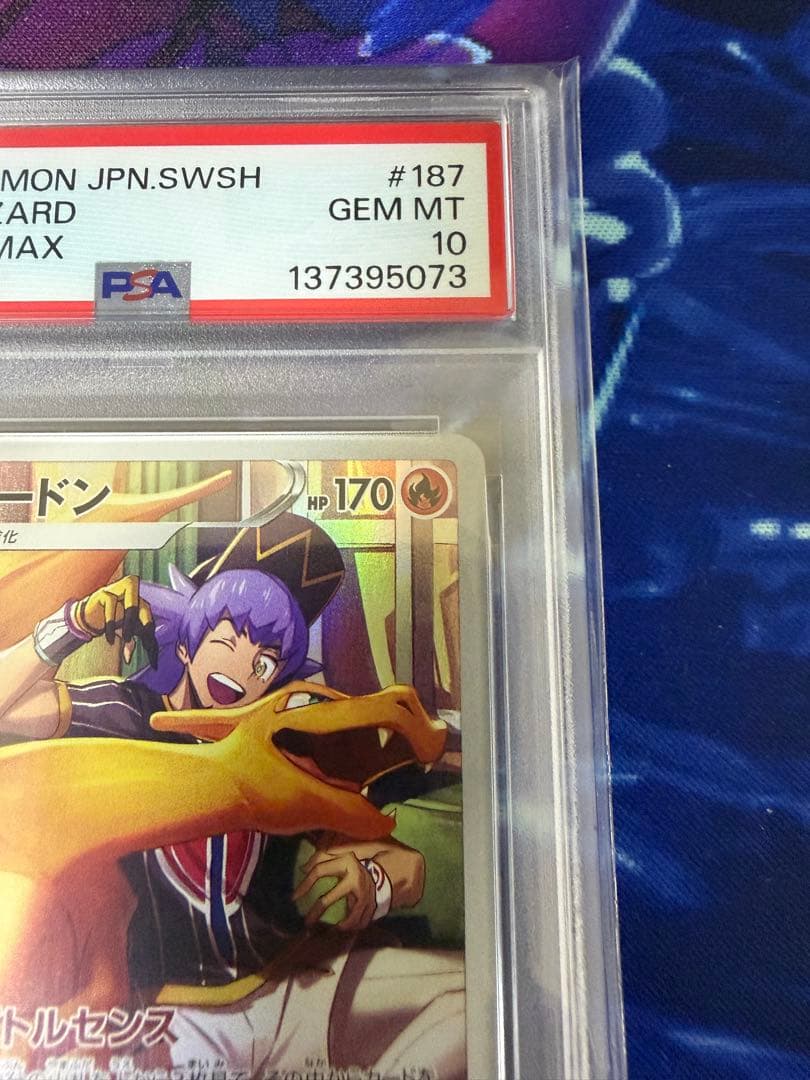 MON JPN.SWSH #187
ZARD GEM MT
MAX 10
PSA 137395073
ードン HP 170
化
トルセンス